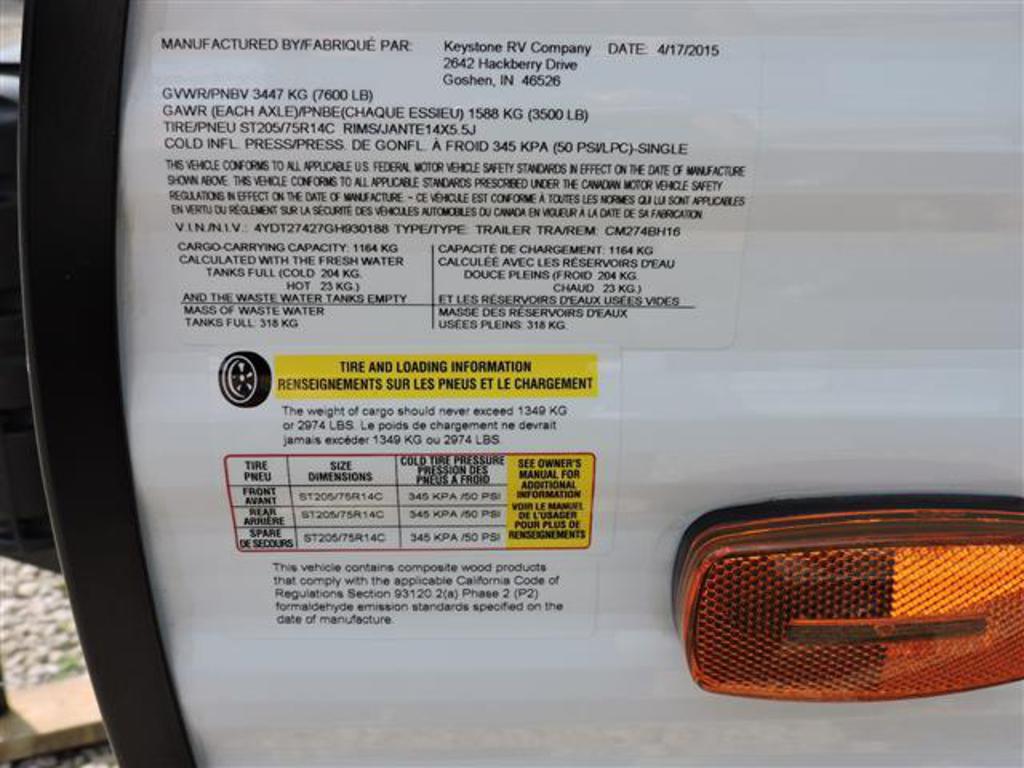 MANUFACTURED BY/FABRIQUÉ PAR: Keystone RV Company DATE: 4/17/2015
2642 Hackberry Drive
Goshen, IN 46526
GVWR/PNBV 3447 KG (7600 LB)
GAWR (EACH AXLE)/PNBE(CHAQUE ESSIEU) 1588 KG (3500 LB)
TIRE/PNEU ST205/75R14C RIMS/JANTE14X5.5J
COLD INFL. PRESS/PRESS. DE GONFL. À FROID 345 KPA (50 PSI/LPC)-SINGLE
THIS VEHICLE CONFORMS TO ALL APPLICABLE U.S. FEDERAL MOTOR VEHICLE SAFETY STANDARDS IN EFFECT ON THE DATE OF MANUFACTURE
SHOWN ABOVE. THIS VEHICLE CONFORMS TO ALL APPLICABLE STANDARDS PRESCRIBED UNDER THE CANADIAN MOTOR VEHICLE SAFETY
REGULATIONS IN EFFECT ON THE DATE OF MANUFACTURE. - CE VÉHICULE EST CONFORME À TOUTES LES NORMES QUI LUI SONT APPLICABLES
EN VERTU DU RÈGLEMENT SUR LA SÉCURITÉ DES VÉHICULES AUTOMOBILES DU CANADA EN VIGUEUR À LA DATE DE SA FABRICATION.
V.I.N./N.I.V.: 4YDT27427GH930188 TYPE/TYPE: TRAILER TRA/REM: CM274BH16
CARGO-CARRYING CAPACITY: 1164 KG
CALCULATED WITH THE FRESH WATER
TANKS FULL (COLD 204 KG.
HOT 23 KG.)
AND THE WASTE WATER TANKS EMPTY
MASS OF WASTE WATER
TANKS FULL: 318 KG
CAPACITÉ DE CHARGEMENT: 1164 KG
CALCULÉE AVEC LES RÉSERVOIRS D'EAU
DOUCE PLEINS (FROID 204 KG.
CHAUD 23 KG.)
ET LES RÉSERVOIRS D'EAUX USÉES VIDES
MASSE DES RÉSERVOIRS D'EAUX
USÉES PLEINS: 318 KG.
TIRE AND LOADING INFORMATION
RENSEIGNEMENTS SUR LES PNEUS ET LE CHARGEMENT
The weight of cargo should never exceed 1349 KG
or 2974 LBS. Le poids de chargement ne devrait
jamais excéder 1349 KG ou 2974 LBS.
TIRE
PNEU
SIZE
DIMENSIONS
COLD TIRE PRESSURE
PRESSION DES
PNEUS À FROID
FRONT
AVANT
ST205/75R14C 345 KPA /50 PSI
REAR
ARRIÈRE
ST205/75R14C 345 KPA /50 PSI
SPARE
DE SECOURS
ST205/75R14C 345 KPA /50 PSI
SEE OWNER'S
MANUAL FOR
ADDITIONAL
INFORMATION
VOIR LE MANUEL
DE L'USAGER
POUR PLUS DE
RENSEIGNEMENTS
This vehicle contains composite wood products
that comply with the applicable California Code of
Regulations Section 93120.2(a) Phase 2 (P2)
formaldehyde emission standards specified on the
date of manufacture.